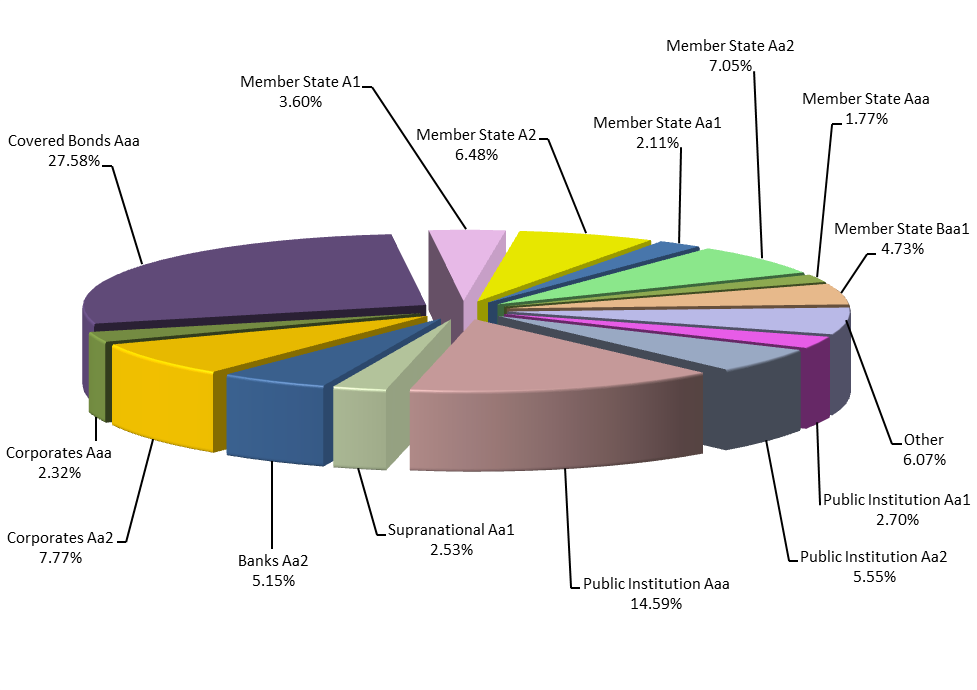 Member State Aa2
7.05%
Member State A1
3.60%
Member State Aaa
1.77%
Member State Aa1
2.11%
Member State A2
6.48%
Covered Bonds Aaa
27.58%
Member State Baa1
4.73%
Other
6.07%
Corporates Aaa
2.32%
Public Institution Aa1
2.70%
Supranational Aa1
2.53%
Corporates Aa2
7.77%
Banks Aa2
5.15%
Public Institution Aa2
5.55%
Public Institution Aaa
14.59%